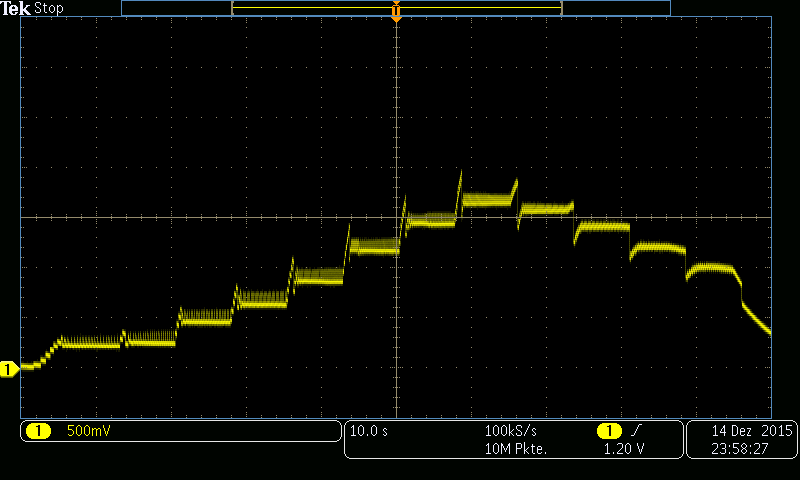 Tek Stop
T
1
1 500mV
10.0 s 100kS/s 1
10M Pkte. 1.20 V
14 Dez 2015
23:58:27